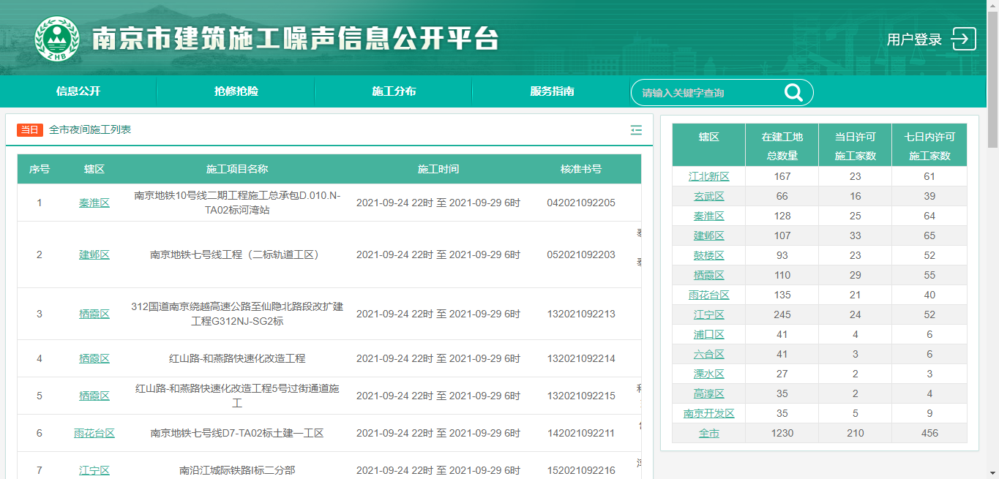 南京市建筑施工噪声信息公开平台
ZHB
用户登录
信息公开 抢修抢险 施工分布 服务指南 请输入关键字查询
当日 全市夜间施工列表
序号 辖区 施工项目名称 施工时间 核准书号
1 秦淮区 南京地铁10号线二期工程施工总承包D.010.N-
TA02标河湾站 2021-09-24 22时 至 2021-09-29 6时 042021092205
2 建邺区 南京地铁七号线工程（二标轨道工区） 2021-09-24 22时 至 2021-09-29 6时 052021092203
3 栖霞区 312国道南京绕越高速公路至仙隐北路段改扩建
工程G312NJ-SG2标 2021-09-24 22时 至 2021-09-29 6时 132021092213
4 栖霞区 红山路-和燕路快速化改造工程 2021-09-24 22时 至 2021-09-29 6时 132021092214
5 栖霞区 红山路-和燕路快速化改造工程5号过街通道施
工 2021-09-24 22时 至 2021-09-29 6时 132021092215
6 雨花台区 南京地铁七号线D7-TA02标土建一工区 2021-09-24 22时 至 2021-09-29 6时 142021092211
7 江宁区 南沿江城际铁路I标二分部 2021-09-24 22时 至 2021-09-29 6时 152021092216
辖区 在建工地 当日许可 七日内许可
总数量 施工家数 施工家数
江北新区 167 23 61
玄武区 66 16 39
秦淮区 128 25 64
建邺区 107 33 65
鼓楼区 93 23 52
栖霞区 110 29 55
雨花台区 135 21 40
江宁区 245 24 52
浦口区 41 4 6
六合区 41 3 6
溧水区 27 2 3
高淳区 35 2 4
南京开发区 35 5 9
全市 1230 210 456